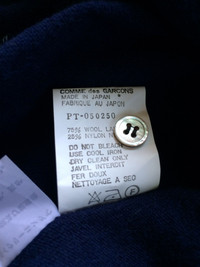 COMME des GARCONS
MADE IN JAPAN
FABRIQUE AU JAPON
PT-050250
75% WOOL
25% NYLON
DO NOT BLEACH
USE COOL IRON
DRY CLEAN ONLY
JAVEL INTERDIT
FER DOUX
NETTOYAGE A SEC